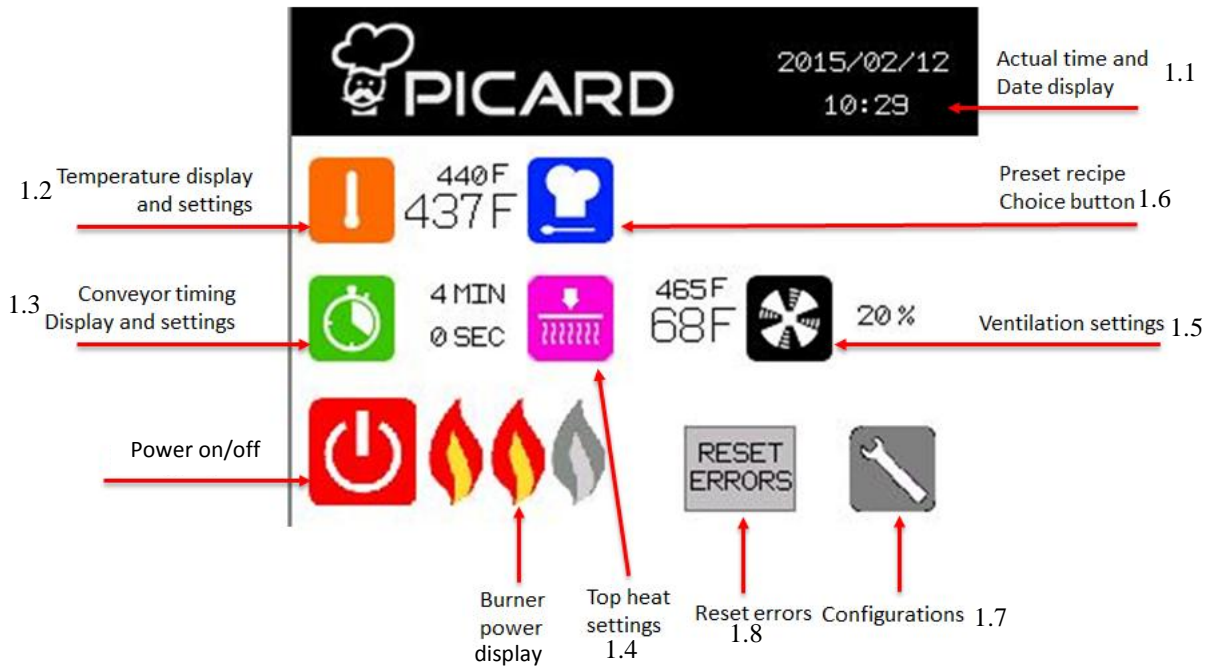 PICARD
2015/02/12
10:29
Actual time and
Date display
1.1
1.2
Temperature display
and settings
440F
437F
Preset recipe
Choice button
1.6
1.3
Conveyor timing
Display and settings
4 MIN
0 SEC
465F
68F
20%
Ventilation settings
1.5
Power on/off
RESET
ERRORS
Burner
power
display
Top heat
settings
1.4
Reset errors
1.8
Configurations
1.7